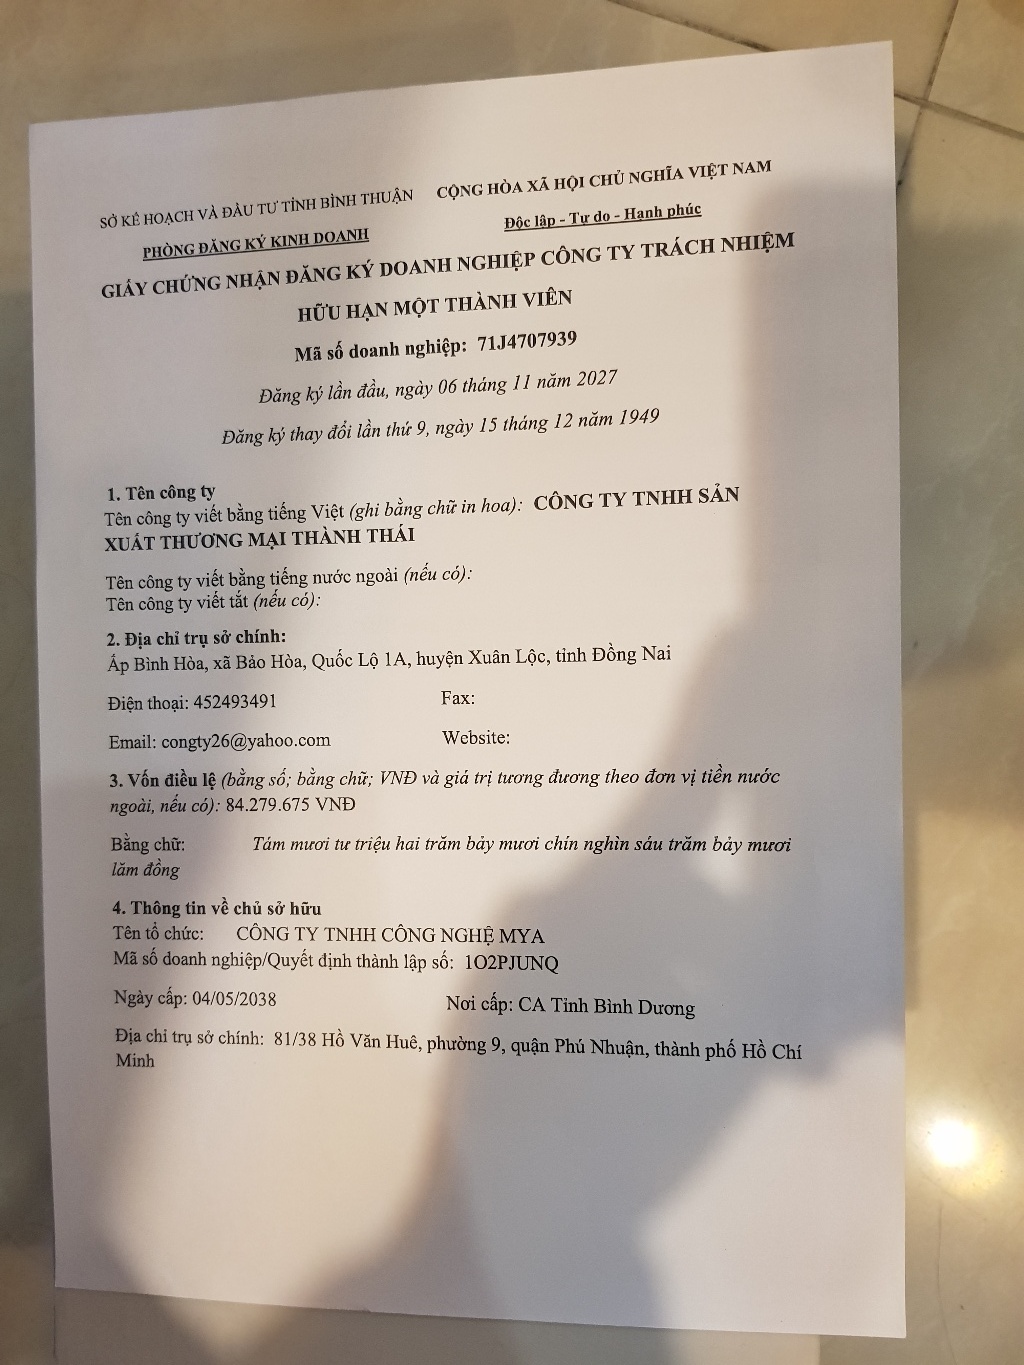 SỞ KẾ HOẠCH VÀ ĐẦU TƯ TỈNH BÌNH THUẬN
CỘNG HÒA XÃ HỘI CHỦ NGHĨA VIỆT NAM
PHÒNG ĐĂNG KÝ KINH DOANH
Độc lập - Tự do - Hạnh phúc
GIẤY CHỨNG NHẬN ĐĂNG KÝ DOANH NGHIỆP CÔNG TY TRÁCH NHIỆM
HỮU HẠN MỘT THÀNH VIÊN
Mã số doanh nghiệp: 71J4707939
Đăng ký lần đầu, ngày 06 tháng 11 năm 2027
Đăng ký thay đổi lần thứ 9, ngày 15 tháng 12 năm 1949
1. Tên công ty
Tên công ty viết bằng tiếng Việt (ghi bằng chữ in hoa): CÔNG TY TNHH SẢN
XUẤT THƯƠNG MẠI THÀNH THÁI
Tên công ty viết bằng tiếng nước ngoài (nếu có):
Tên công ty viết tắt (nếu có):
2. Địa chỉ trụ sở chính:
Ấp Bình Hòa, xã Bảo Hòa, Quốc Lộ 1A, huyện Xuân Lộc, tỉnh Đồng Nai
Điện thoại: 452493491 Fax:
Email: congty26@yahoo.com Website:
3. Vốn điều lệ (bằng số; bằng chữ; VNĐ và giá trị tương đương theo đơn vị tiền nước
ngoài, nếu có): 84.279.675 VNĐ
Bằng chữ: Tám mươi tư triệu hai trăm bảy mươi chín nghìn sáu trăm bảy mươi
lăm đồng
4. Thông tin về chủ sở hữu
Tên tổ chức: CÔNG TY TNHH CÔNG NGHỆ MYA
Mã số doanh nghiệp/Quyết định thành lập số: 1O2PJUNQ
Ngày cấp: 04/05/2038 Nơi cấp: CA Tỉnh Bình Dương
Địa chỉ trụ sở chính: 81/38 Hồ Văn Huê, phường 9, quận Phú Nhuận, thành phố Hồ Chí
Minh